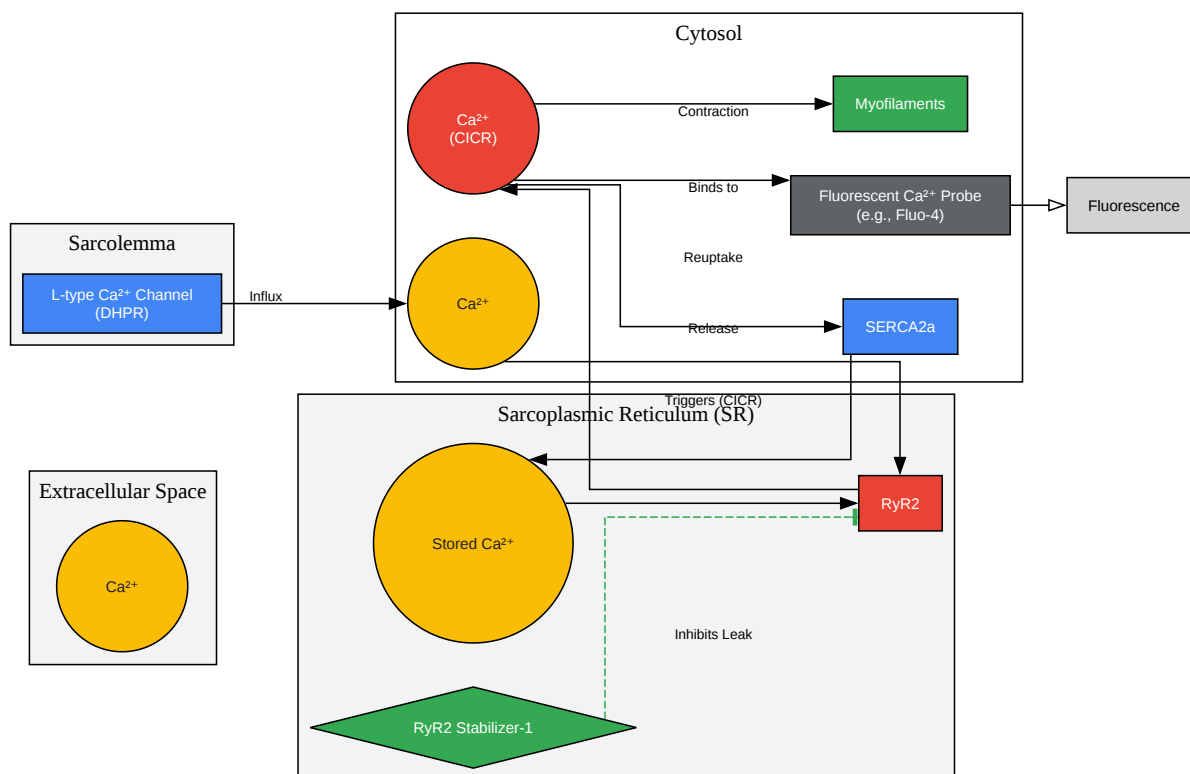 Cytosol
Ca²⁺
(CICR)
Contraction
Myofilaments
Binds to
Fluorescent Ca²⁺ Probe
(e.g., Fluo-4)
Fluorescence
Sarcolemma
L-type Ca²⁺ Channel
(DHPR)
Influx
Ca²⁺
Reuptake
Release
SERCA2a
Triggers (CICR)
Sarcoplasmic Reticulum (SR)
Extracellular Space
Ca²⁺
Stored Ca²⁺
RyR2
Inhibits Leak
RyR2 Stabilizer-1